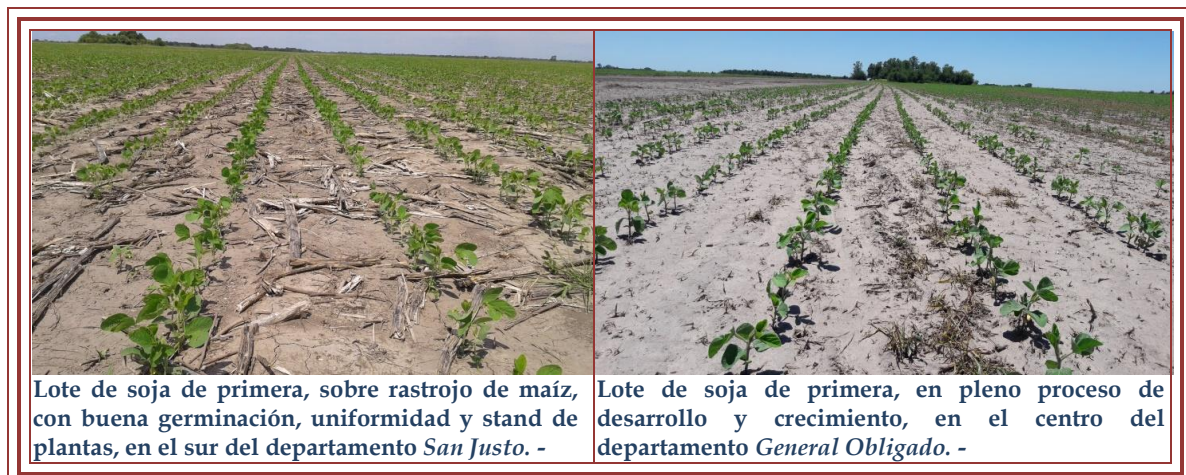 Lote de soja de primera, sobre rastrojo de maíz,
con buena germinación, uniformidad y stand de
plantas, en el sur del departamento San Justo. -
Lote de soja de primera, en pleno proceso de
desarrollo y crecimiento, en el centro del
departamento General Obligado. -